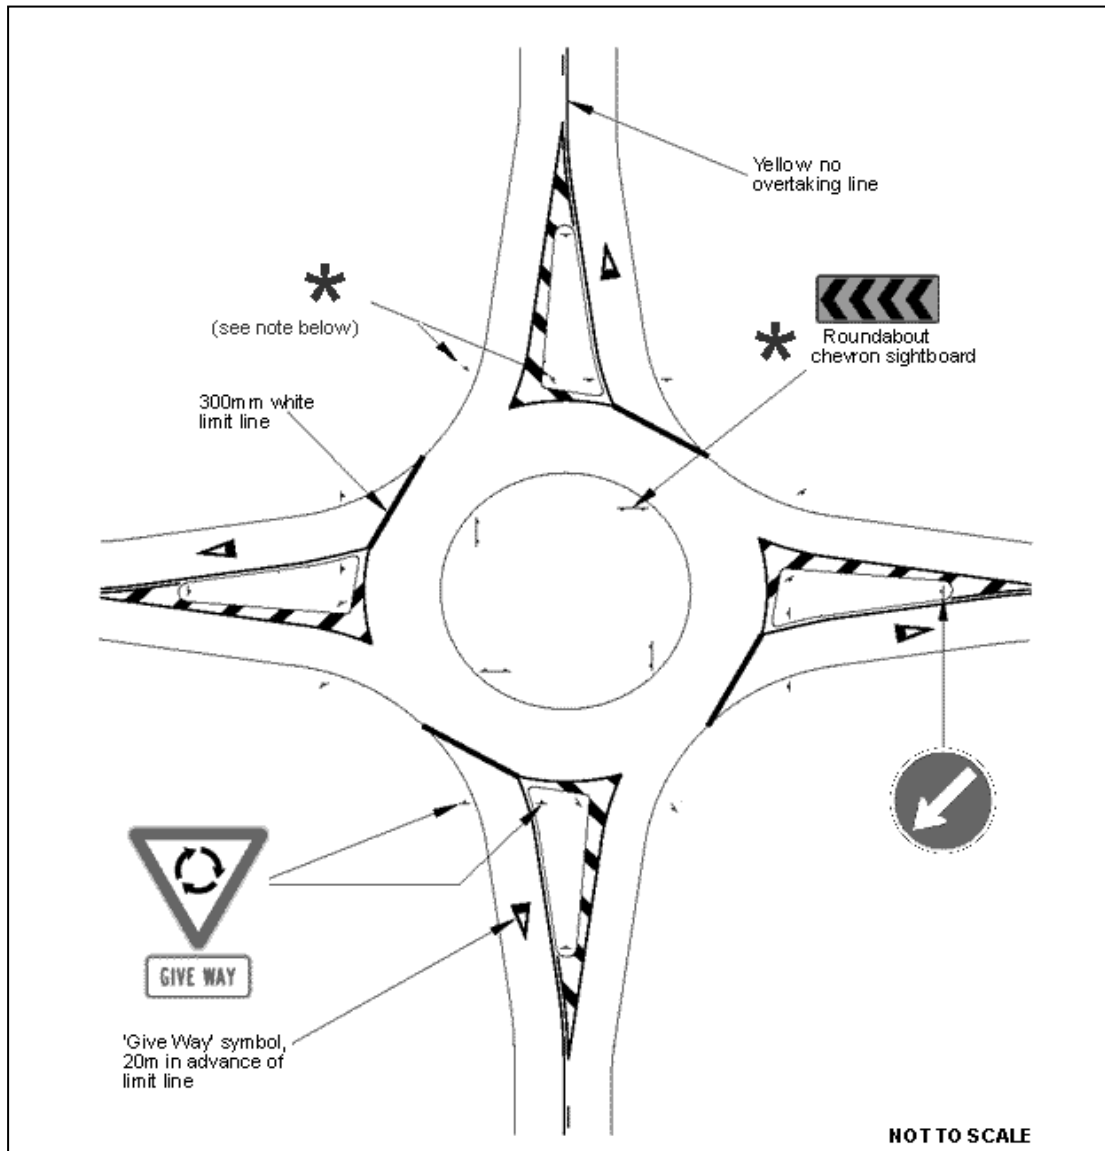 Yellow no
overtaking line
*
(see note below)
*
Roundabout
chevron sightboard
300mm white
limit line
GIVE WAY
'Give Way' symbol,
20m in advance of
limit line
NOT TO SCALE